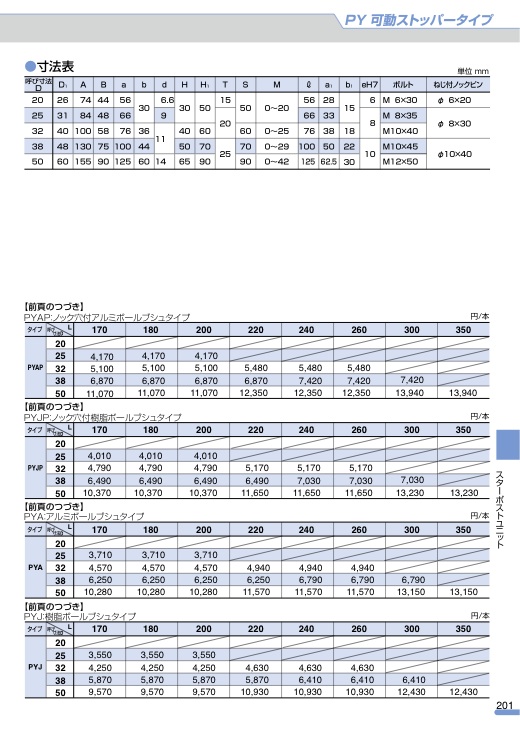 PY 可動ストッパータイプ
●寸法表
単位 mm
呼び寸法 D D₁ A B a b d H H₁ T S M ℓ a₁ b₁ eH7 ボルト ねじ付ノックピン
20 26 74 44 56 30 6.6 30 50 15 50 0~20 56 28 15 6 M 6×30 φ 6×20
25 31 84 48 66 9 20 66 33 8 M 8×35 φ 8×30
32 40 100 58 76 36 11 40 60 60 0~25 76 38 18 M10×40
38 48 130 75 100 44 50 70 25 70 0~29 100 50 22 10 M10×45 φ10×40
50 60 155 90 125 60 14 65 90 90 0~42 125 62.5 30 M12×50
【前頁のつづき】
PYAP:ノック穴付アルミボールブシュタイプ 円/本
タイプ 呼び寸法D L 170 180 200 220 240 260 300 350
PYAP
20
25 4,170 4,170 4,170
32 5,100 5,100 5,100 5,480 5,480 5,480
38 6,870 6,870 6,870 6,870 7,420 7,420 7,420
50 11,070 11,070 11,070 12,350 12,350 12,350 13,940 13,940
【前頁のつづき】
PYJP:ノック穴付樹脂ボールブシュタイプ 円/本
タイプ 呼び寸法D L 170 180 200 220 240 260 300 350
PYJP
20
25 4,010 4,010 4,010
32 4,790 4,790 4,790 5,170 5,170 5,170
38 6,490 6,490 6,490 6,490 7,030 7,030 7,030
50 10,370 10,370 10,370 11,650 11,650 11,650 13,230 13,230
【前頁のつづき】
PYA:アルミボールブシュタイプ 円/本
タイプ 呼び寸法D L 170 180 200 220 240 260 300 350
PYA
20
25 3,710 3,710 3,710
32 4,570 4,570 4,570 4,940 4,940 4,940
38 6,250 6,250 6,250 6,250 6,790 6,790 6,790
50 10,280 10,280 10,280 11,570 11,570 11,570 13,150 13,150
【前頁のつづき】
PYJ:樹脂ボールブシュタイプ 円/本
タイプ 呼び寸法D L 170 180 200 220 240 260 300 350
PYJ
20
25 3,550 3,550 3,550
32 4,250 4,250 4,250 4,630 4,630 4,630
38 5,870 5,870 5,870 5,870 6,410 6,410 6,410
50 9,570 9,570 9,570 10,930 10,930 10,930 12,430 12,430
スターポストユニット
201